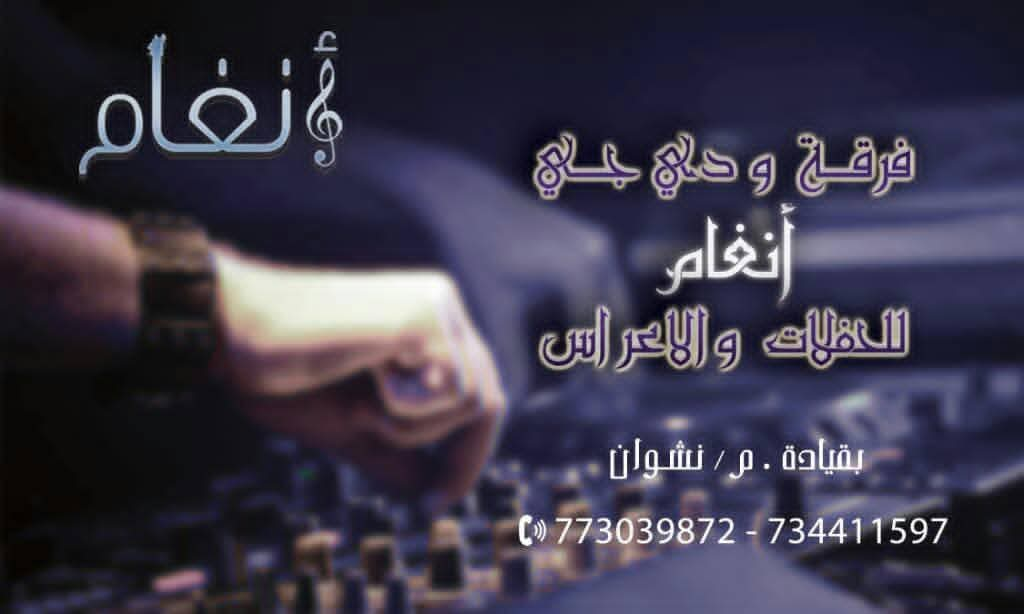 أنغام
فرقة و دي جي
أنغام
للحفلات والاعراس
بقيادة . م / نشوان
773039872 - 734411597